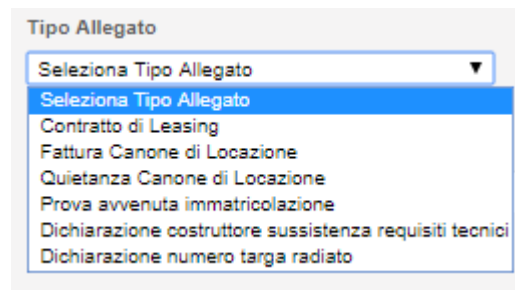 Tipo Allegato
Seleziona Tipo Allegato
Seleziona Tipo Allegato
Contratto di Leasing
Fattura Canone di Locazione
Quietanza Canone di Locazione
Prova avvenuta immatricolazione
Dichiarazione costruttore sussistenza requisiti tecnici
Dichiarazione numero targa radiato